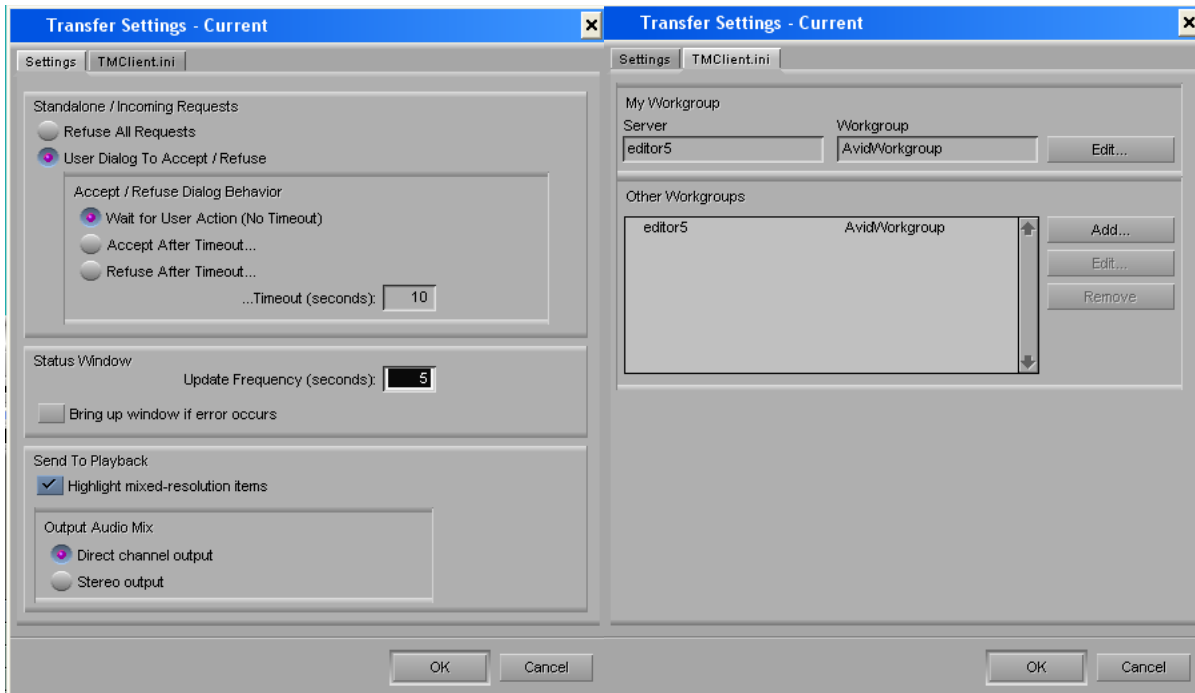 Transfer Settings - Current
Settings TMClient.ini
Standalone / Incoming Requests
Refuse All Requests
User Dialog To Accept / Refuse
Accept / Refuse Dialog Behavior
Wait for User Action (No Timeout)
Accept After Timeout...
Refuse After Timeout...
...Timeout (seconds): 10
Status Window
Update Frequency (seconds): 5
Bring up window if error occurs
Send To Playback
Highlight mixed-resolution items
Output Audio Mix
Direct channel output
Stereo output
OK Cancel
Transfer Settings - Current
Settings TMClient.ini
My Workgroup
Server Workgroup
editor5 AvidWorkgroup Edit...
Other Workgroups
editor5 AvidWorkgroup
Add...
Edit...
Remove
OK Cancel